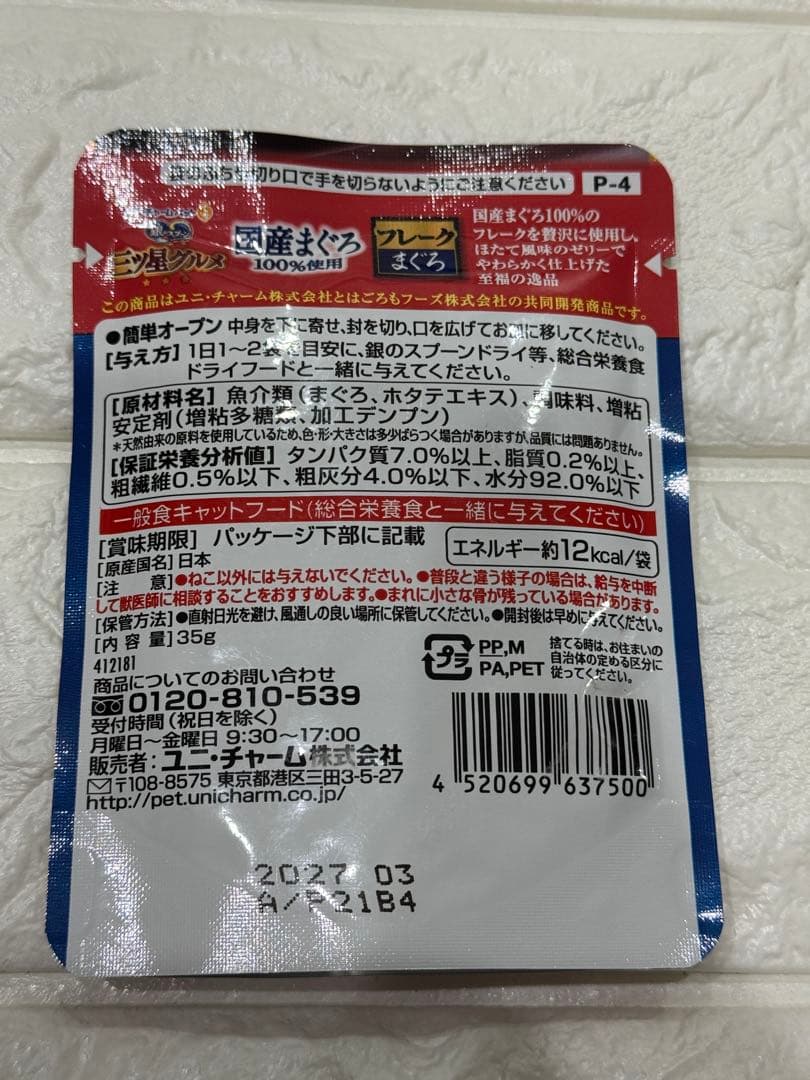 袋のふちや切り口で手を切らないようにご注意ください P-4
三ツ星グルメ
国産まぐろ
100%使用
フレーク
まぐろ
国産まぐろ100%の
フレークを贅沢に使用し、
ほたて風味のゼリーで
やわらかく仕上げた
至福の逸品
この商品はユニ・チャーム株式会社とはごろもフーズ株式会社の共同開発商品です。
●簡単オープン 中身を下に寄せ、封を切り、口を広げてお皿に移してください。
[与え方] 1日1~2袋を目安に、銀のスプーンドライ等、総合栄養食
ドライフードと一緒に与えてください。
[原材料名] 魚介類(まぐろ、ホタテエキス)、調味料、増粘
安定剤(増粘多糖類、加工デンプン)
*天然由来の原料を使用しているため、色・形・大きさは多少ばらつく場合がありますが、品質には問題ありません。
[保証栄養分析値] タンパク質7.0%以上、脂質0.2%以上、
粗繊維0.5%以下、粗灰分4.0%以下、水分92.0%以下
一般食キャットフード(総合栄養食と一緒に与えてください)
[賞味期限] パッケージ下部に記載
エネルギー約12kcal/袋
[原産国名] 日本
[注 意] ●ねこ以外には与えないでください。●普段と違う様子の場合は、給与を中断
して獣医師に相談することをおすすめします。●まれに小さな骨が残っている場合があります。
[保管方法] ●直射日光を避け、風通しの良い場所に保管してください。●開封後は早めに与えてください。
[内 容 量] 35g
412181
プラ
PP,M
PA,PET
捨てる時は、お住まいの
自治体の定める区分に
従ってください。
商品についてのお問い合わせ
0120-810-539
受付時間(祝日を除く)
月曜日~金曜日 9:30~17:00
販売者:ユニ・チャーム株式会社
〒108-8575 東京都港区三田3-5-27
http://pet.unicharm.co.jp/
4 520699 637500
2027 03
A/P21B4